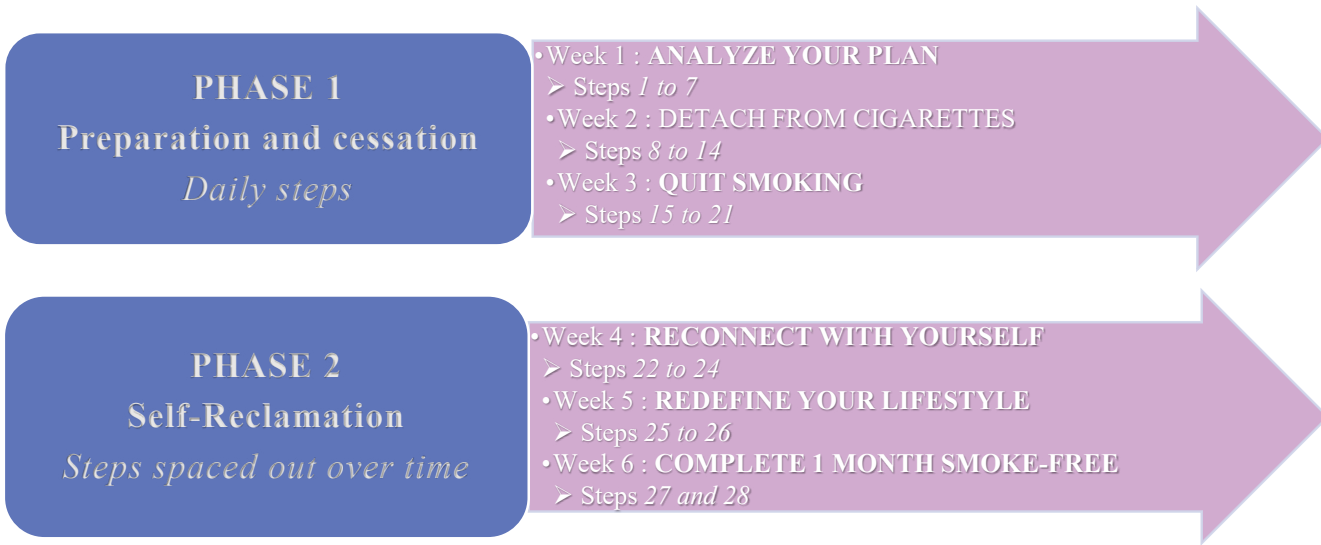 PHASE 1
Preparation and cessation
Daily steps
•Week 1 : ANALYZE YOUR PLAN
➢ Steps 1 to 7
•Week 2 : DETACH FROM CIGARETTES
➢ Steps 8 to 14
•Week 3 : QUIT SMOKING
➢ Steps 15 to 21
PHASE 2
Self-Reclamation
Steps spaced out over time
•Week 4 : RECONNECT WITH YOURSELF
➢ Steps 22 to 24
•Week 5 : REDEFINE YOUR LIFESTYLE
➢ Steps 25 to 26
•Week 6 : COMPLETE 1 MONTH SMOKE-FREE
➢ Steps 27 and 28